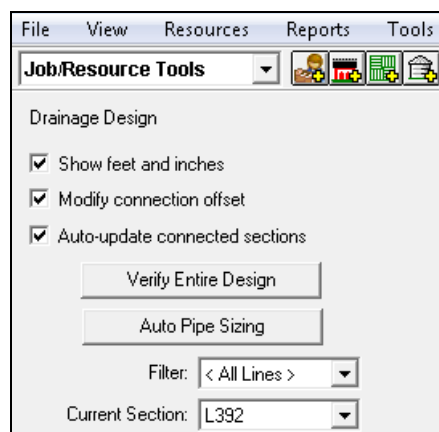 File View Resources Reports Tools
Job/Resource Tools
Drainage Design
Show feet and inches
Modify connection offset
Auto-update connected sections
Verify Entire Design
Auto Pipe Sizing
Filter: < All Lines >
Current Section: L392